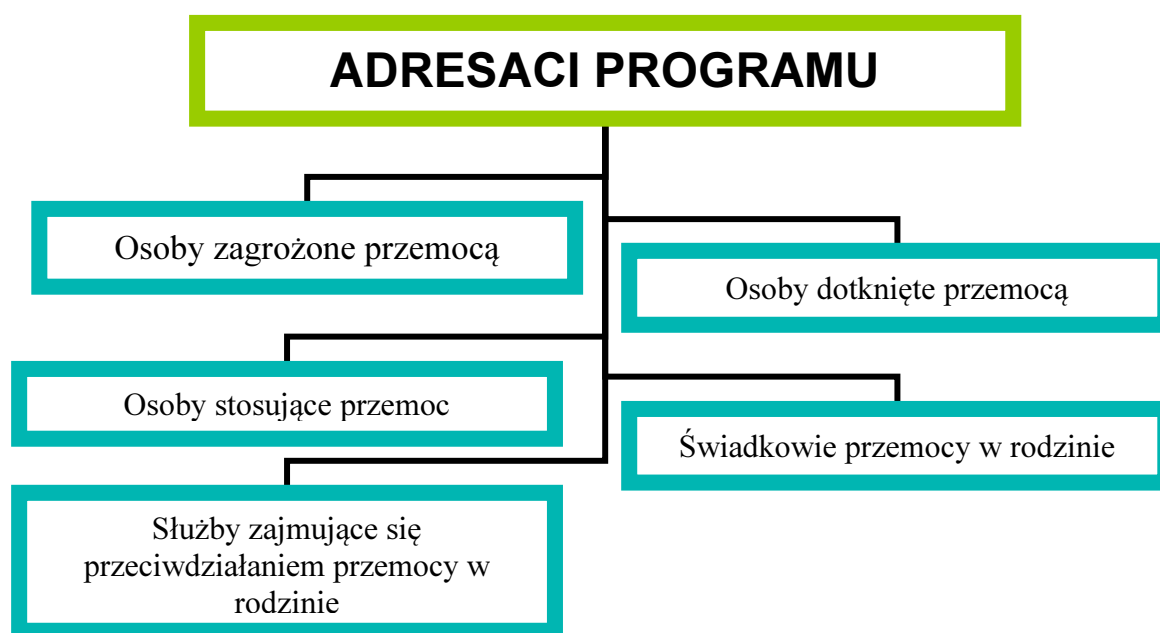 ADRESACI PROGRAMU
Osoby zagrożone przemocą
Osoby dotknięte przemocą
Osoby stosujące przemoc
Świadkowie przemocy w rodzinie
Służby zajmujące się
przeciwdziałaniem przemocy w
rodzinie